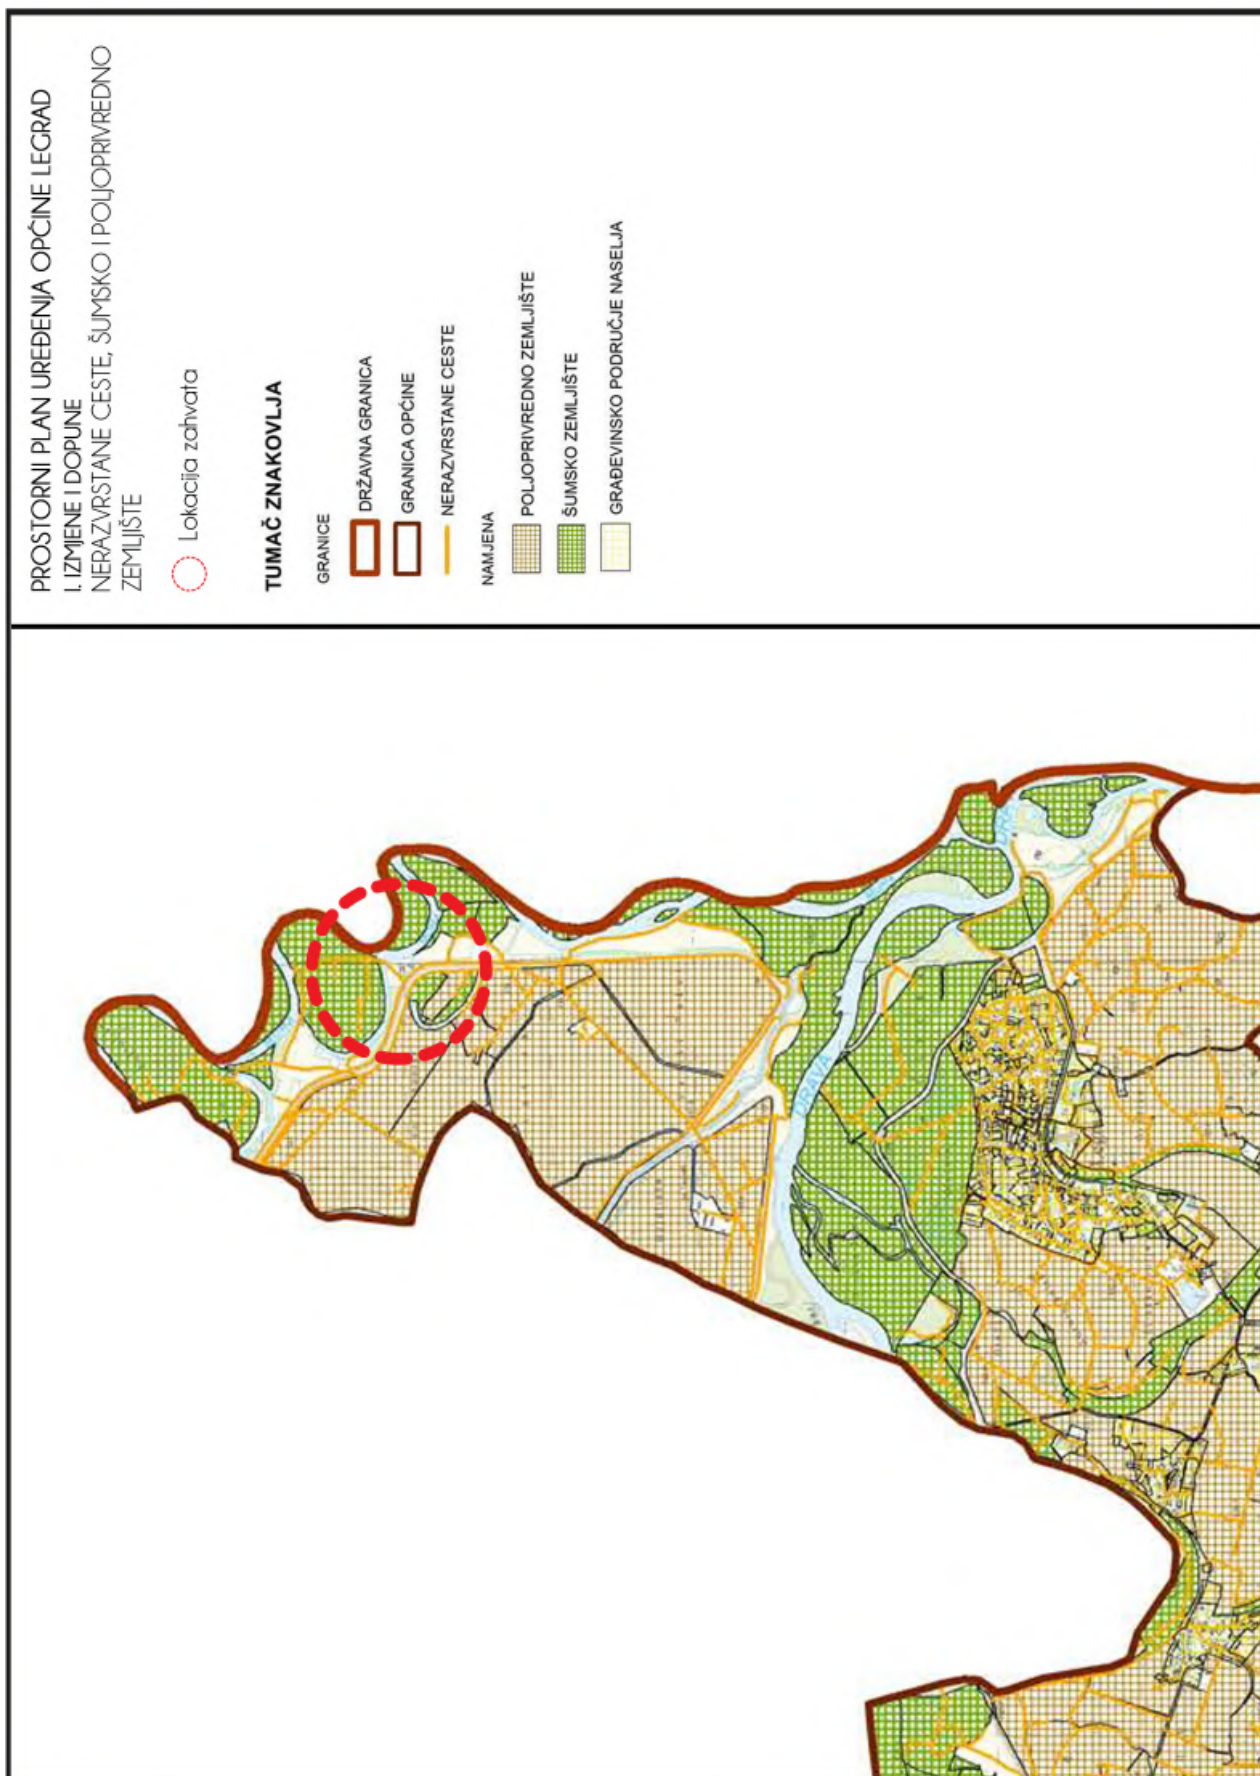 PROSTORNI PLAN UREĐENJA OPĆINE LEGRAD
I. IZMJENE I DOPUNE
NERAZVRSTANE CESTE, ŠUMSKO I POLJOPRIVREDNO
ZEMLJIŠTE
Lokacija zahvata
TUMAČ ZNAKOVLJA
GRANICE
DRŽAVNA GRANICA
GRANICA OPĆINE
NERAZVRSTANE CESTE
NAMJENA
POLJOPRIVREDNO ZEMLJIŠTE
ŠUMSKO ZEMLJIŠTE
GRAĐEVINSKO PODRUČJE NASELJA
DRAVA